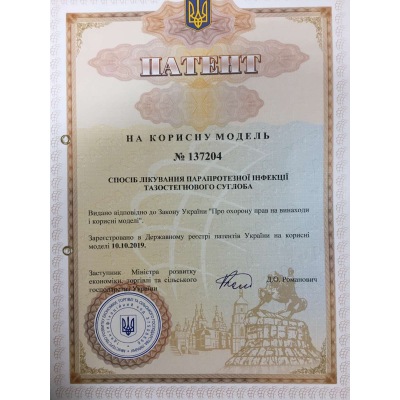 ПАТЕНТ
НА КОРИСНУ МОДЕЛЬ
№ 137204
СПОСІБ ЛІКУВАННЯ ПАРАПРОТЕЗНОЇ ІНФЕКЦІЇ
ТАЗОСТЕГНОВОГО СУГЛОБА
Видано відповідно до Закону України "Про охорону прав на винаходи
і корисні моделі".
Зареєстровано в Державному реєстрі патентів України на корисні
моделі 10.10.2019.
Заступник Міністра розвитку
економіки, торгівлі та сільського
господарства України
Д.О. Романович